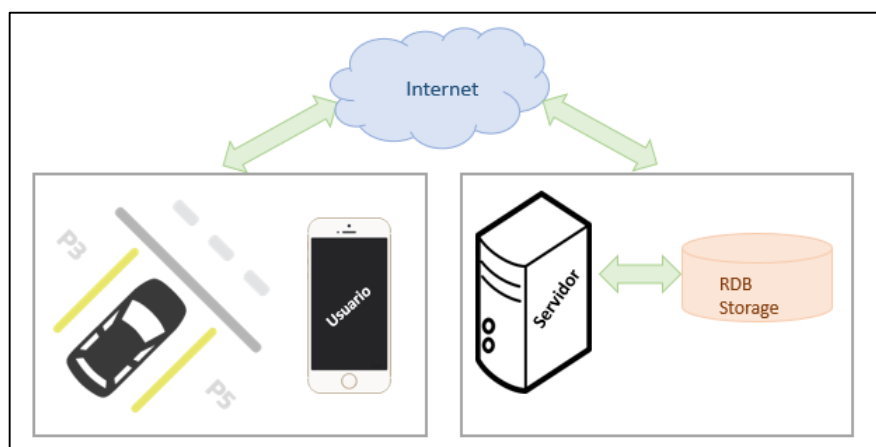 Internet
P3
P5
Usuario
Servidor
RDB
Storage